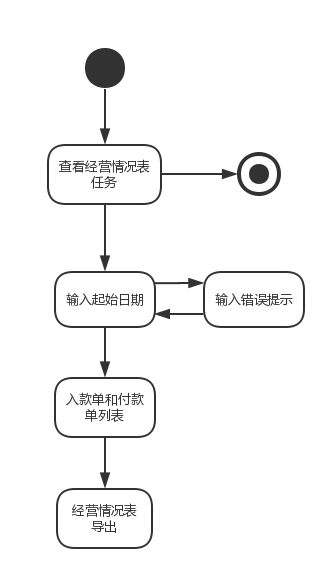 查看经营情况表
任务
输入起始日期
输入错误提示
入款单和付款
单列表
经营情况表
导出